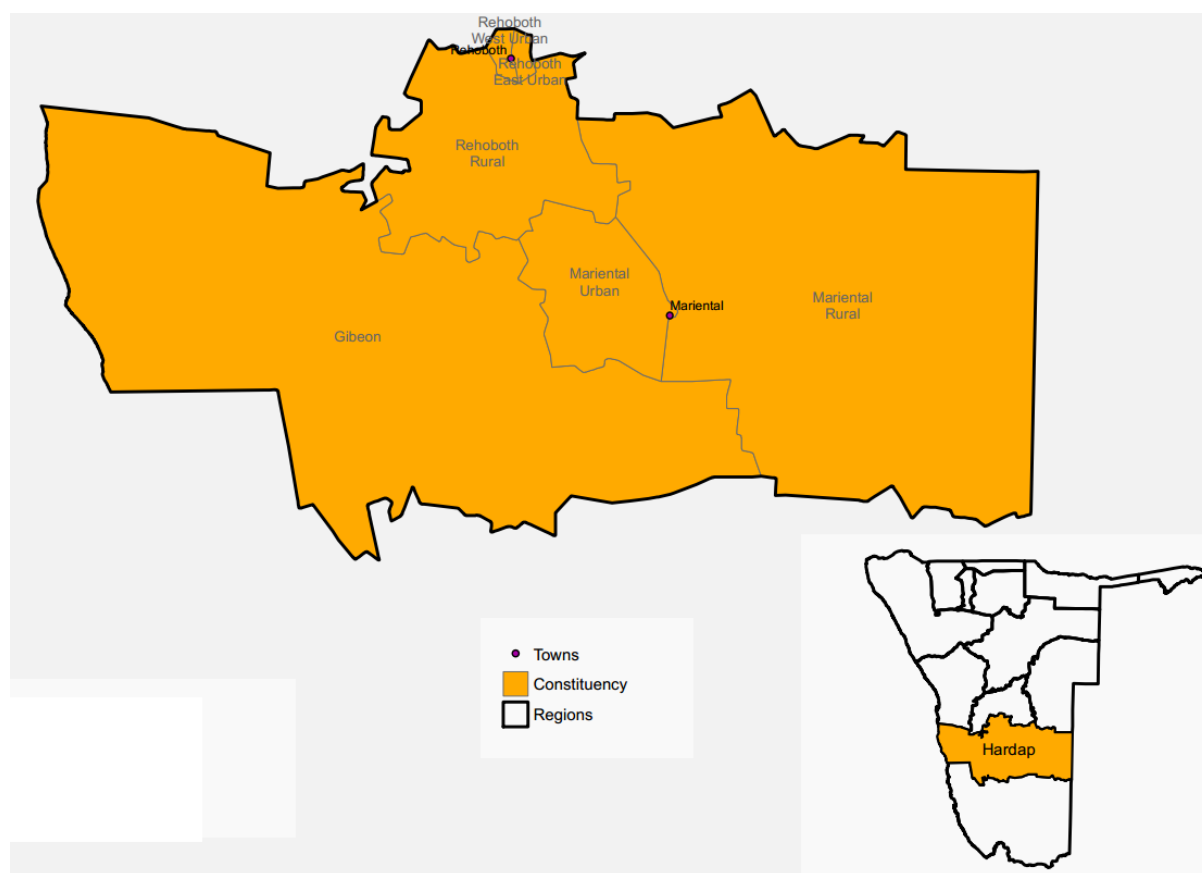 Rehoboth
West Urban
Rehoboth
Rehoboth
East Urban
Rehoboth
Rural
Mariental
Urban
Mariental
Mariental
Rural
Gibeon
Towns
Constituency
Regions
Hardap